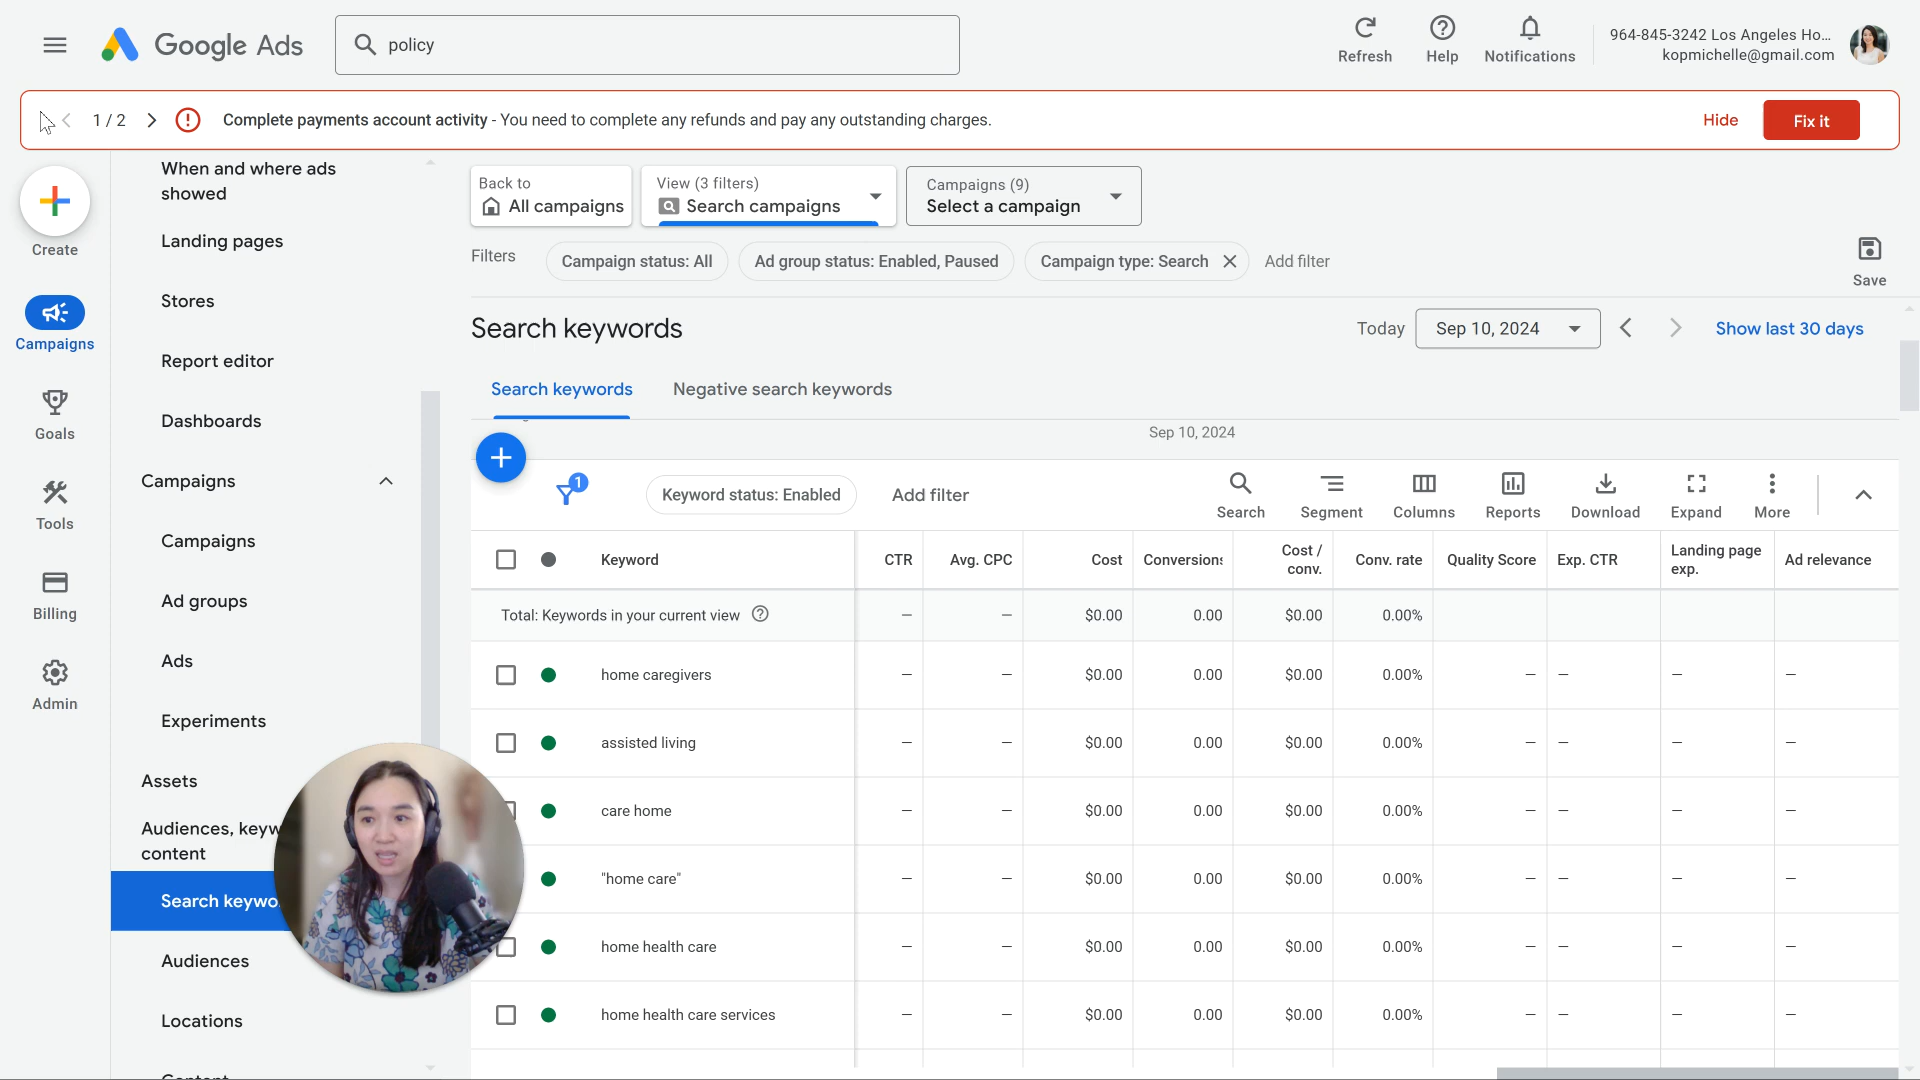 Google Ads
policy
Refresh
Help
Notifications
964-845-3242 Los Angeles Ho...
kopmichelle@gmail.com
1 / 2
Complete payments account activity - You need to complete any refunds and pay any outstanding charges.
Hide
Fix it
Create
Campaigns
Goals
Tools
Billing
Admin
When and where ads
showed
Landing pages
Stores
Report editor
Dashboards
Campaigns
Campaigns
Ad groups
Ads
Experiments
Assets
Audiences, keyw
content
Search keywo
Audiences
Locations
Back to
All campaigns
View (3 filters)
Search campaigns
Campaigns (9)
Select a campaign
Filters
Campaign status: All
Ad group status: Enabled, Paused
Campaign type: Search
Add filter
Save
Search keywords
Today
Sep 10, 2024
Show last 30 days
Search keywords
Negative search keywords
Sep 10, 2024
1
Keyword status: Enabled
Add filter
Search
Segment
Columns
Reports
Download
Expand
More
Keyword CTR Avg. CPC Cost Conversions Cost / conv. Conv. rate Quality Score Exp. CTR Landing page exp. Ad relevance
Total: Keywords in your current view — — $0.00 0.00 $0.00 0.00%
home caregivers — — $0.00 0.00 $0.00 0.00% — — — —
assisted living — — $0.00 0.00 $0.00 0.00% — — — —
care home — — $0.00 0.00 $0.00 0.00% — — — —
"home care" — — $0.00 0.00 $0.00 0.00% — — — —
home health care — — $0.00 0.00 $0.00 0.00% — — — —
home health care services — — $0.00 0.00 $0.00 0.00% — — — —